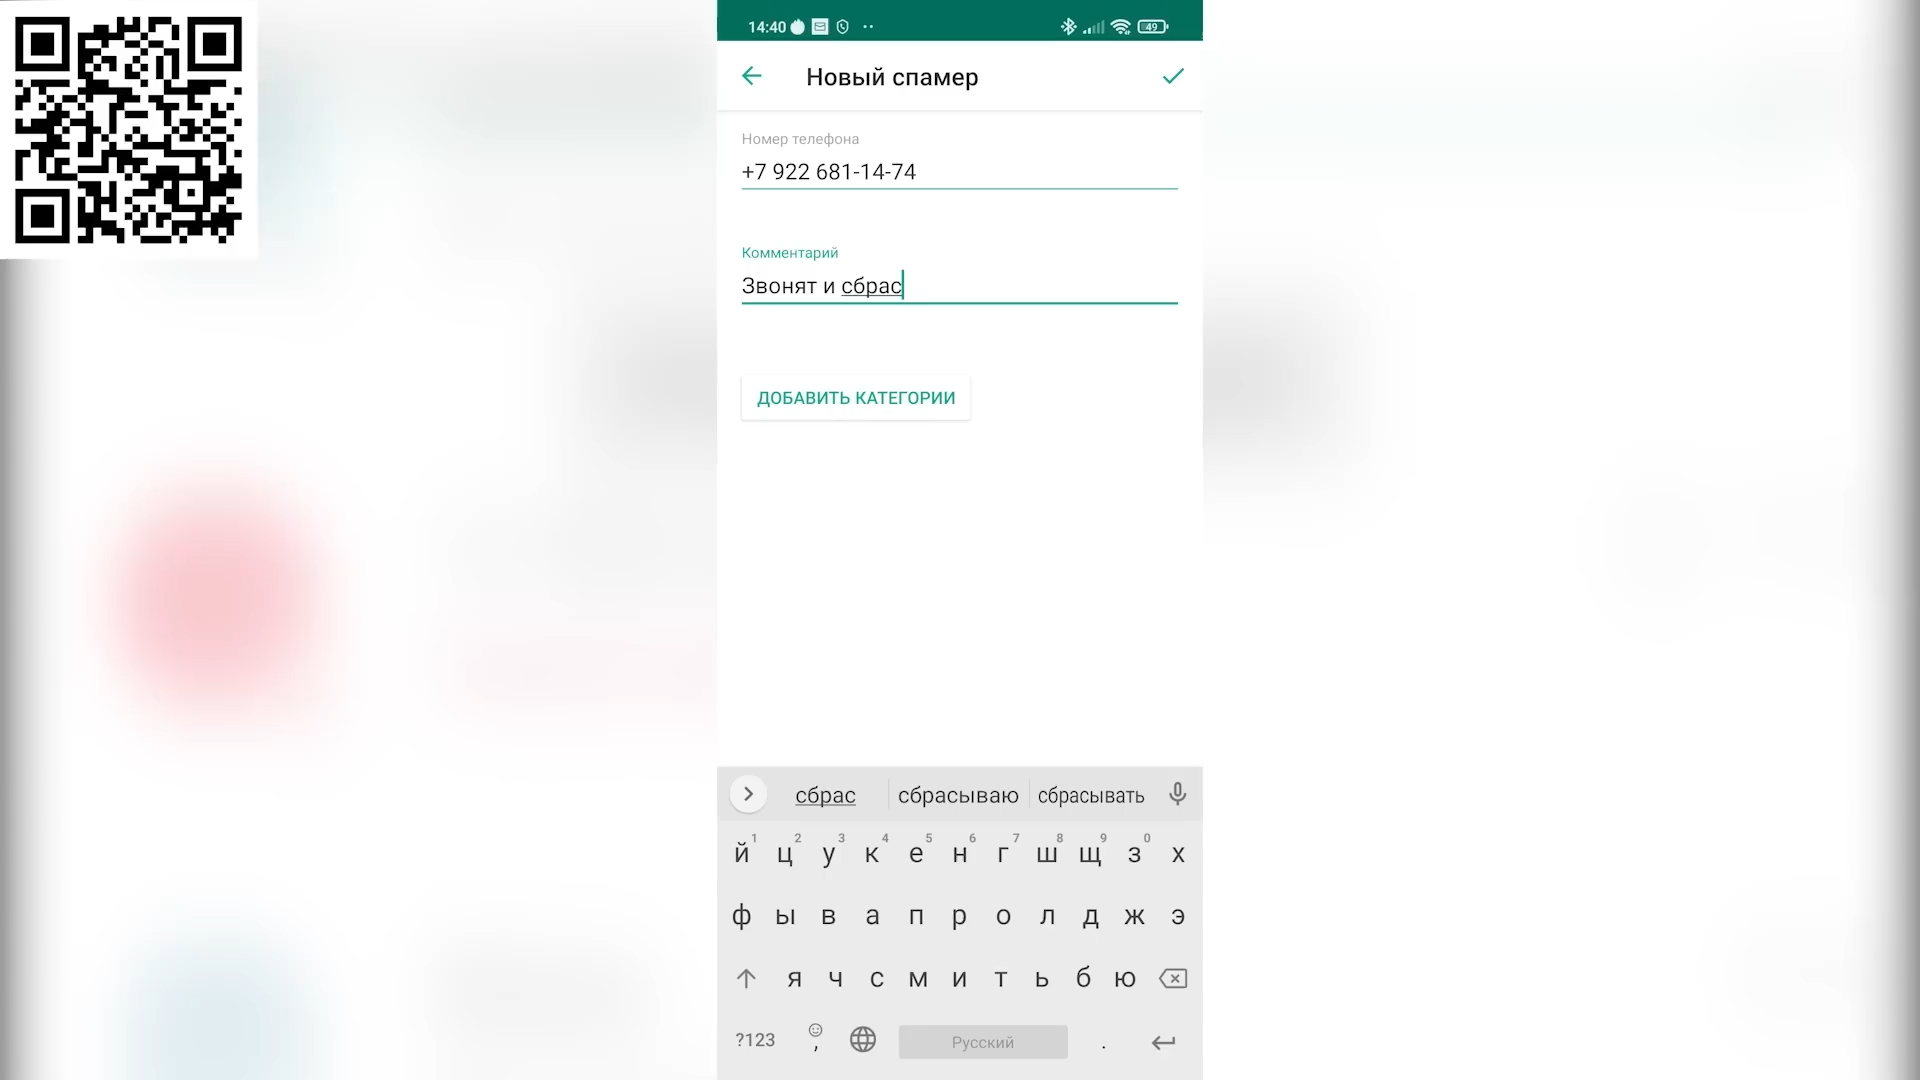 14:40
49
Новый спамер
Номер телефона
+7 922 681-14-74
Комментарий
Звонят и сбрас
ДОБАВИТЬ КАТЕГОРИИ
сбрас сбрасываю сбрасывать
1 2 3 4 5 6 7 8 9 0
й ц у к е н г ш щ з х
ф ы в а п р о л д ж э
я ч с м и т ь б ю
?123 , Русский .